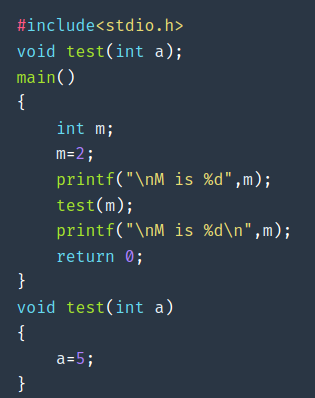 #include<stdio.h>
void test(int a);
main()
{
    int m;
    m=2;
    printf("\nM is %d",m);
    test(m);
    printf("\nM is %d\n",m);
    return 0;
}
void test(int a)
{
    a=5;
}